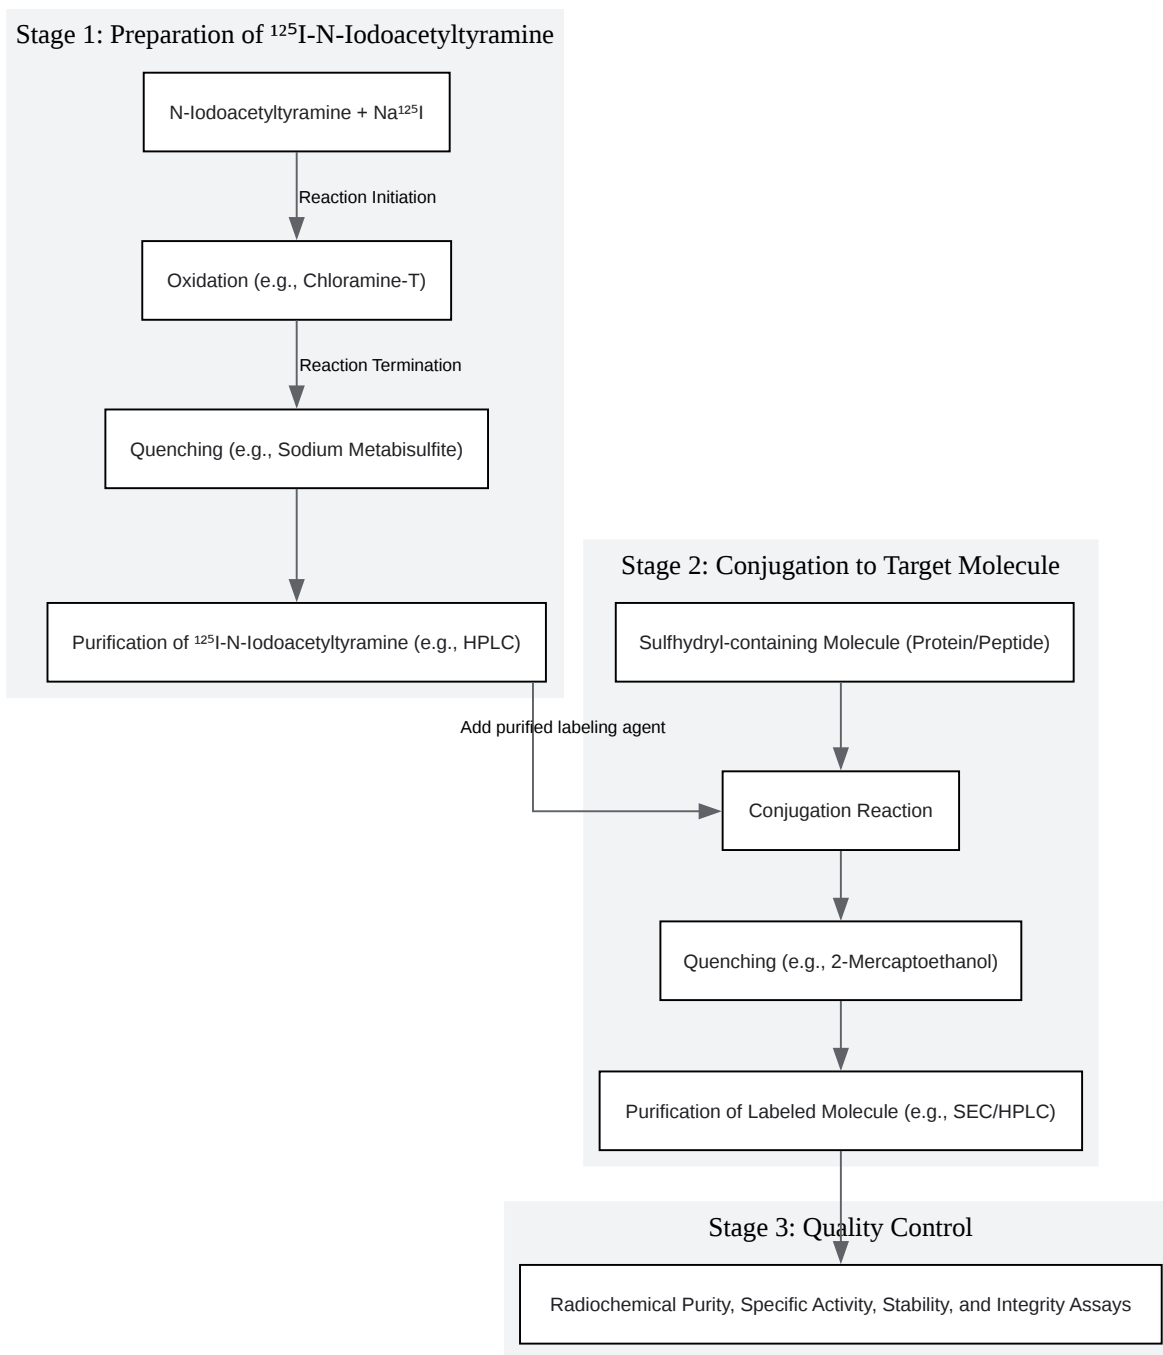 Stage 1: Preparation of ¹²⁵I-N-Iodoacetyltyramine
N-Iodoacetyltyramine + Na¹²⁵I
Reaction Initiation
Oxidation (e.g., Chloramine-T)
Reaction Termination
Quenching (e.g., Sodium Metabisulfite)
Purification of ¹²⁵I-N-Iodoacetyltyramine (e.g., HPLC)
Add purified labeling agent
Stage 2: Conjugation to Target Molecule
Sulfhydryl-containing Molecule (Protein/Peptide)
Conjugation Reaction
Quenching (e.g., 2-Mercaptoethanol)
Purification of Labeled Molecule (e.g., SEC/HPLC)
Stage 3: Quality Control
Radiochemical Purity, Specific Activity, Stability, and Integrity Assays